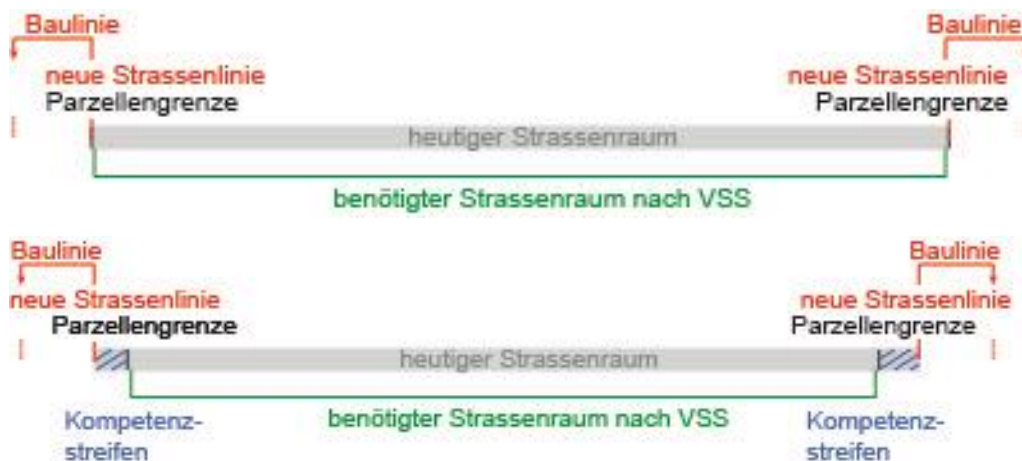 Baulinie Baulinie
neue Strassenlinie neue Strassenlinie
Parzellengrenze Parzellengrenze
heutiger Strassenraum
benötigter Strassenraum nach VSS
Baulinie Baulinie
neue Strassenlinie neue Strassenlinie
Parzellengrenze Parzellengrenze
heutiger Strassenraum
benötigter Strassenraum nach VSS
Kompetenz- Kompetenz-
streifen streifen